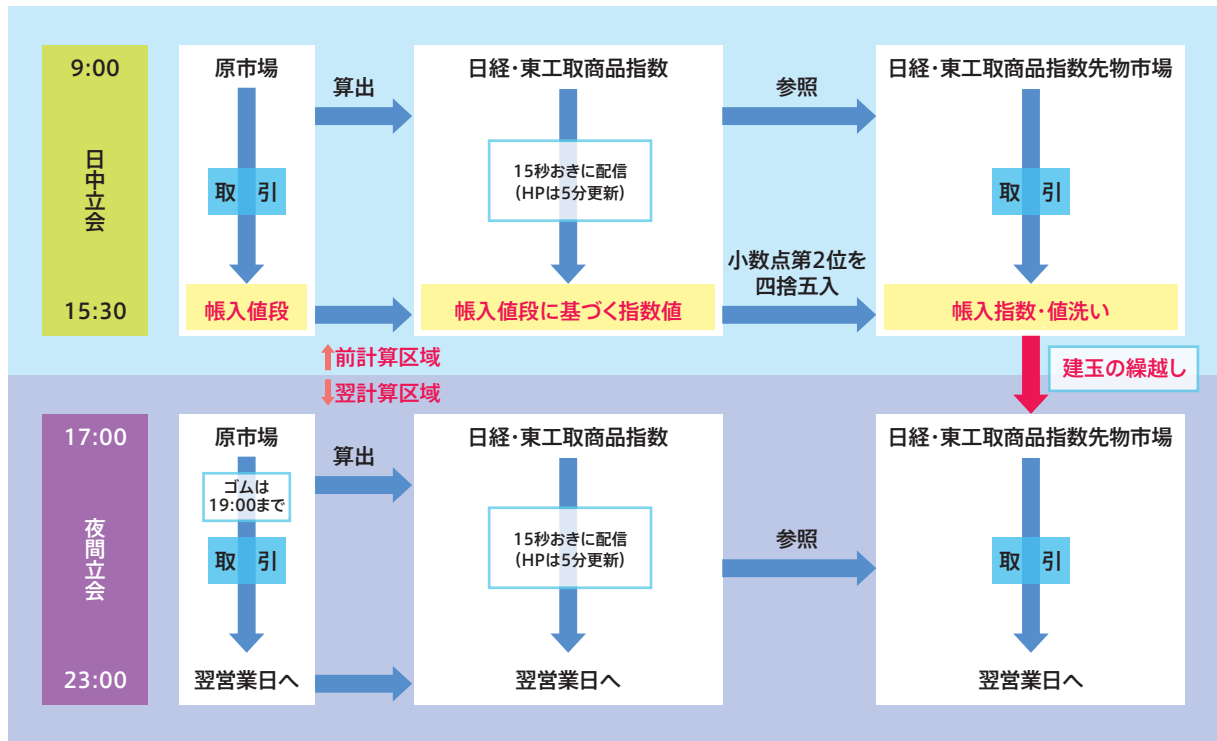 9:00
日中立会
15:30
原市場
取引
帳入値段
算出
日経・東工取商品指数
15秒おきに配信
(HPは5分更新)
帳入値段に基づく指数値
参照
小数点第2位を
四捨五入
日経・東工取商品指数先物市場
取引
帳入指数・値洗い
前計算区域
翌計算区域
建玉の繰越し
17:00
夜間立会
23:00
原市場
ゴムは
19:00まで
取引
翌営業日へ
算出
日経・東工取商品指数
15秒おきに配信
(HPは5分更新)
翌営業日へ
参照
日経・東工取商品指数先物市場
取引
翌営業日へ